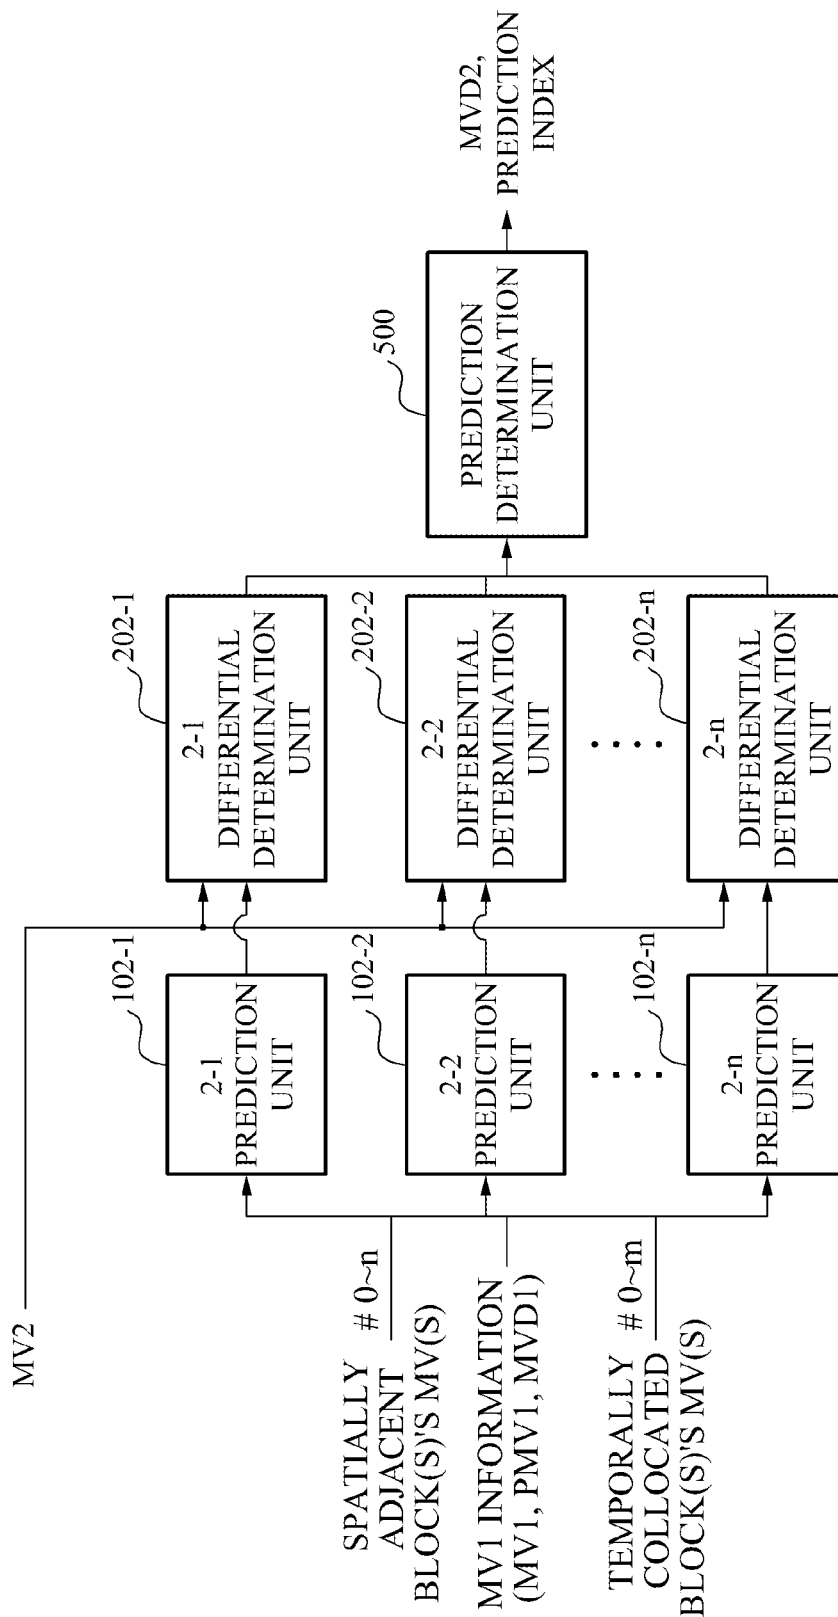 MV2
SPATIALLY
ADJACENT
BLOCK(S)'S MV(S)
# 0~n
MV1 INFORMATION
(MV1, PMV1, MVD1)
TEMPORALLY
COLLOCATED
BLOCK(S)'S MV(S)
# 0~m
102-1
2-1
PREDICTION
UNIT
102-2
2-2
PREDICTION
UNIT
102-n
2-n
PREDICTION
UNIT
202-1
2-1
DIFFERENTIAL
DETERMINATION
UNIT
202-2
2-2
DIFFERENTIAL
DETERMINATION
UNIT
202-n
2-n
DIFFERENTIAL
DETERMINATION
UNIT
500
PREDICTION
DETERMINATION
UNIT
MVD2,
PREDICTION
INDEX